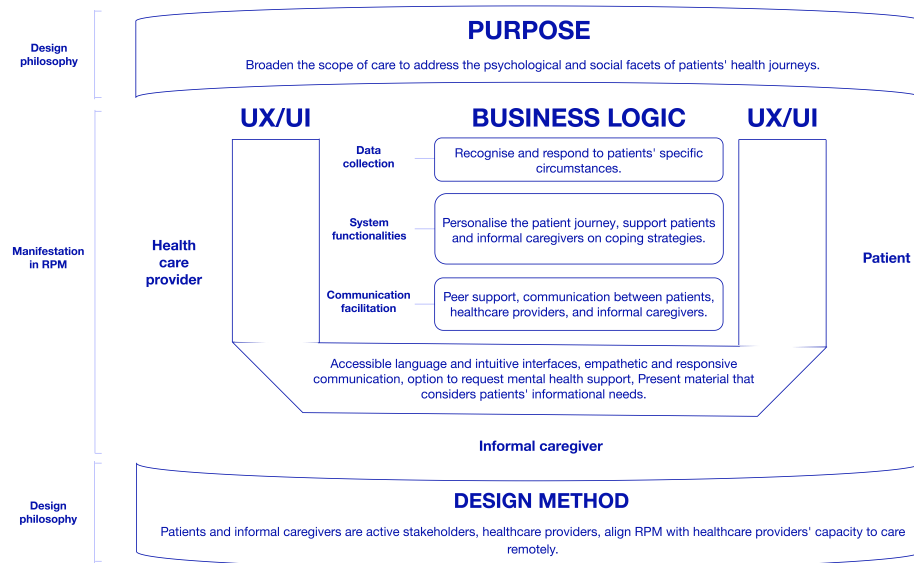 PURPOSE
Design
philosophy
Broaden the scope of care to address the psychological and social facets of patients' health journeys.
UX/UI
BUSINESS LOGIC
UX/UI
Data
collection
Recognise and respond to patients' specific
circumstances.
System
functionalities
Personalise the patient journey, support patients
and informal caregivers on coping strategies.
Manifestation
in RPM
Health
care
provider
Patient
Communication
facilitation
Peer support, communication between patients,
healthcare providers, and informal caregivers.
Accessible language and intuitive interfaces, empathetic and responsive
communication, option to request mental health support, Present material that
considers patients' informational needs.
Informal caregiver
DESIGN METHOD
Design
philosophy
Patients and informal caregivers are active stakeholders, healthcare providers, align RPM with healthcare providers' capacity to care
remotely.